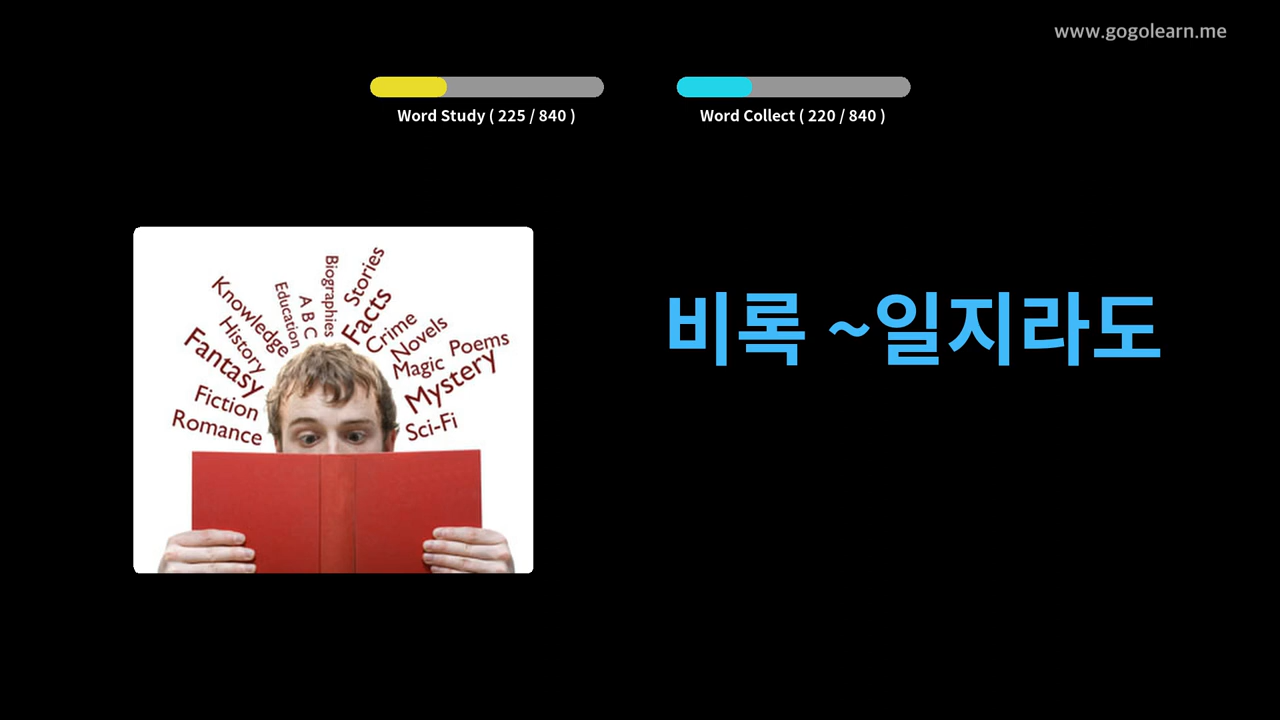 www.gogolearn.me
Word Study ( 225 / 840 )
Word Collect ( 220 / 840 )
비록 ~일지라도
Knowledge
History
Fantasy
Fiction
Romance
Education
A B C
Biographies
Stories
Facts
Crime
Novels
Magic
Poems
Mystery
Sci-Fi